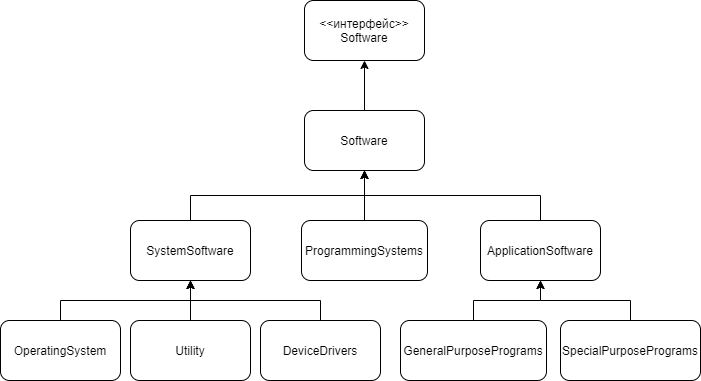 <<интерфейс>>
Software
Software
SystemSoftware
ProgrammingSystems
ApplicationSoftware
OperatingSystem
Utility
DeviceDrivers
GeneralPurposePrograms
SpecialPurposePrograms